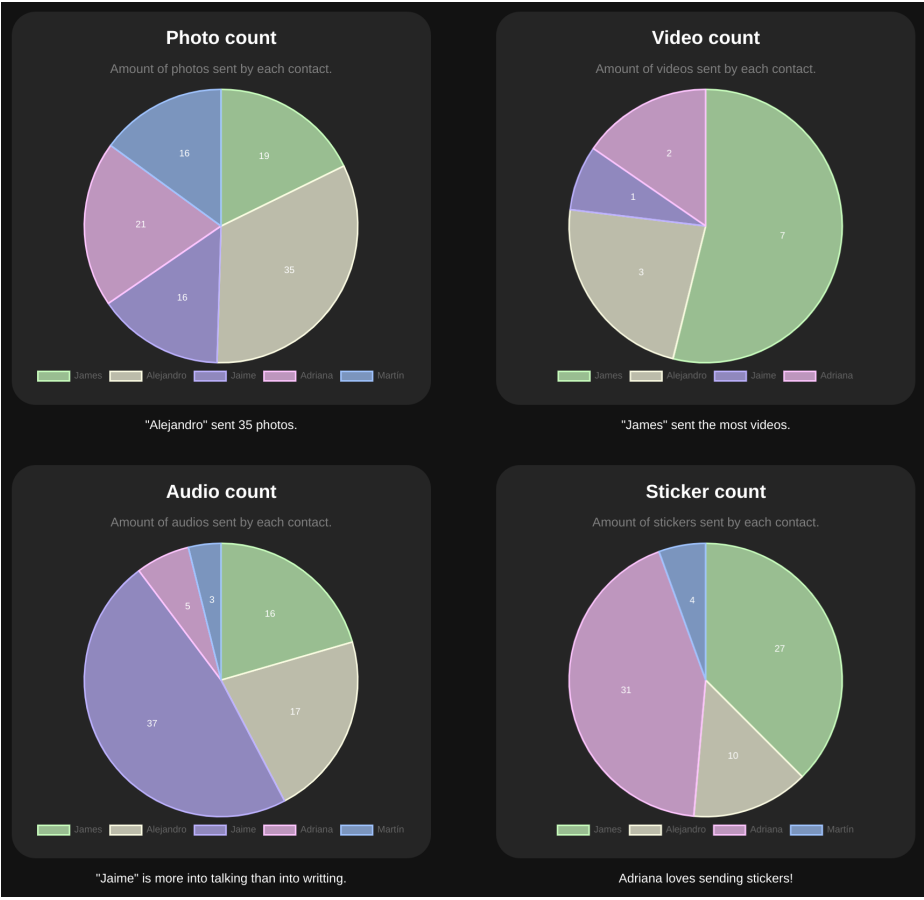 Photo count
Amount of photos sent by each contact.
16
19
21
35
16
James Alejandro Jaime Adriana Martín
"Alejandro" sent 35 photos.
Video count
Amount of videos sent by each contact.
2
1
7
3
James Alejandro Jaime Adriana
"James" sent the most videos.
Audio count
Amount of audios sent by each contact.
5
3
16
17
37
James Alejandro Jaime Adriana Martín
"Jaime" is more into talking than into writting.
Sticker count
Amount of stickers sent by each contact.
4
27
31
10
James Alejandro Adriana Martín
Adriana loves sending stickers!